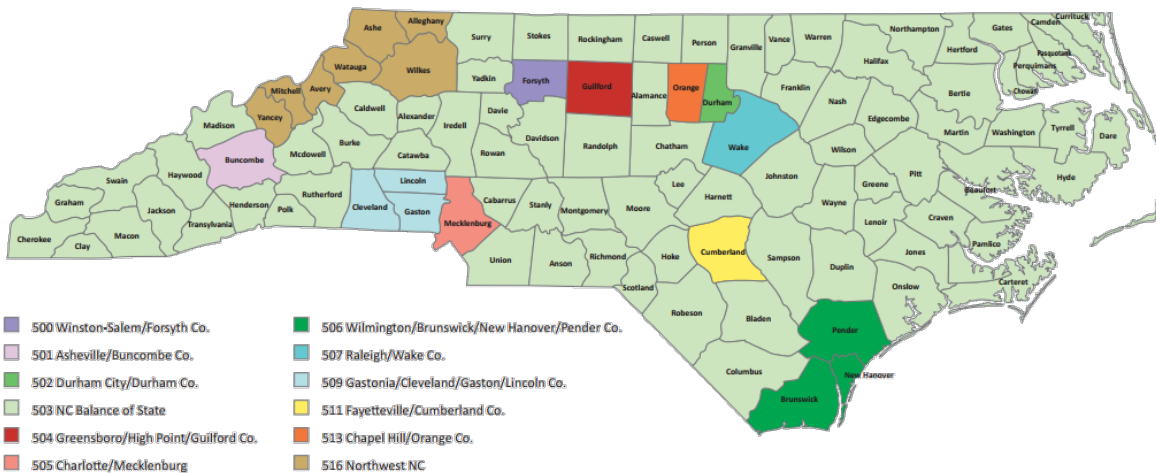 Ashe
Alleghany
Surry
Stokes
Rockingham
Caswell
Person
Granville
Vance
Warren
Northampton
Gates
Camden
Currituck
Hertford
Pasquotank
Perquimans
Chowan
Watauga
Wilkes
Yadkin
Forsyth
Guilford
Alamance
Orange
Durham
Franklin
Halifax
Bertie
Mitchell
Avery
Yancey
Madison
Caldwell
Alexander
Iredell
Davie
Davidson
Randolph
Chatham
Wake
Nash
Edgecombe
Martin
Washington
Tyrrell
Dare
Buncombe
Mcdowell
Burke
Catawba
Rowan
Wilson
Johnston
Pitt
Beaufort
Hyde
Greene
Swain
Haywood
Graham
Jackson
Henderson
Transylvania
Polk
Rutherford
Cleveland
Lincoln
Gaston
Mecklenburg
Cabarrus
Stanly
Montgomery
Moore
Lee
Harnett
Wayne
Lenoir
Craven
Pamlico
Cherokee
Clay
Macon
Union
Anson
Richmond
Hoke
Scotland
Cumberland
Sampson
Duplin
Jones
Onslow
Carteret
Robeson
Bladen
Pender
Columbus
Brunswick
New Hanover
500 Winston-Salem/Forsyth Co.
501 Asheville/Buncombe Co.
502 Durham City/Durham Co.
503 NC Balance of State
504 Greensboro/High Point/Guilford Co.
505 Charlotte/Mecklenburg
506 Wilmington/Brunswick/New Hanover/Pender Co.
507 Raleigh/Wake Co.
509 Gastonia/Cleveland/Gaston/Lincoln Co.
511 Fayetteville/Cumberland Co.
513 Chapel Hill/Orange Co.
516 Northwest NC